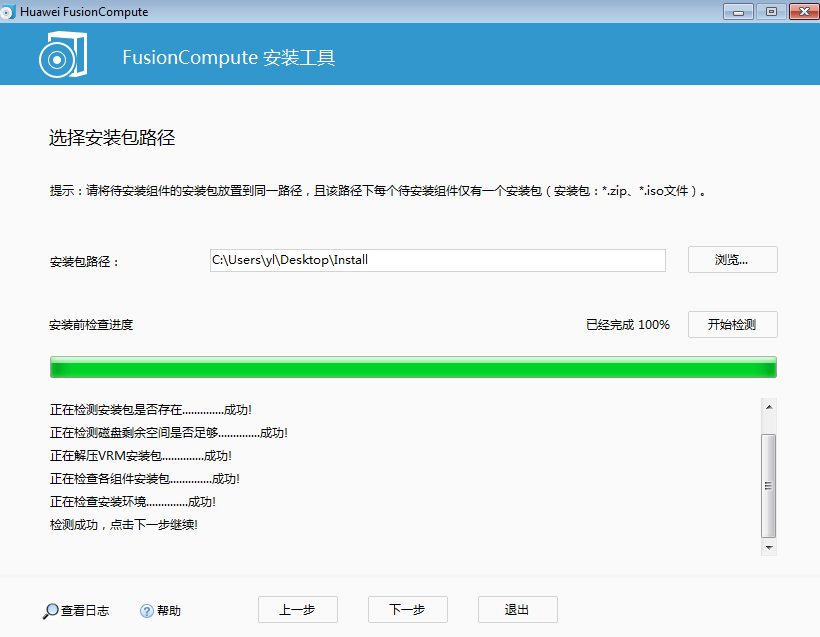 Huawei FusionCompute
FusionCompute 安装工具
选择安装包路径
提示：请将待安装组件的安装包放置到同一路径，且该路径下每个待安装组件仅有一个安装包（安装包：*.zip、*.iso文件）。
安装包路径：
C:\Users\yl\Desktop\Install
浏览...
安装前检查进度
已经完成 100%
开始检测
正在检测安装包是否存在..............成功!
正在检测磁盘剩余空间是否足够..............成功!
正在解压VRM安装包..............成功!
正在检查各组件安装包..............成功!
正在检查安装环境..............成功!
检测成功，点击下一步继续!
查看日志
帮助
上一步
下一步
退出